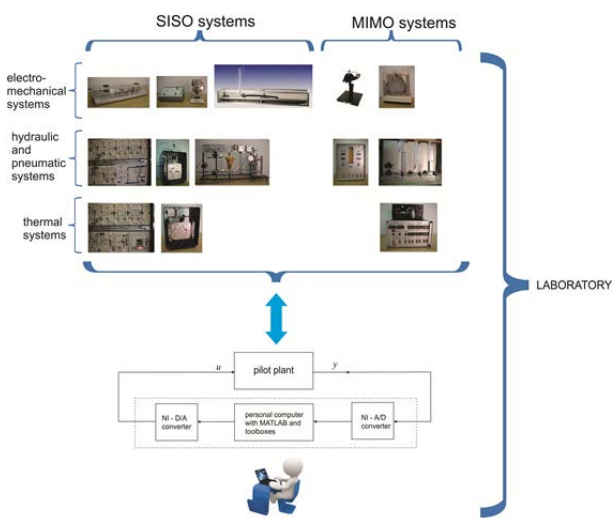 SISO systems
MIMO systems
electro-
mechanical
systems
hydraulic
and
pneumatic
systems
thermal
systems
LABORATORY
u
pilot plant
y
NI - D/A
converter
personal computer
with MATLAB and
toolboxes
NI - A/D
converter